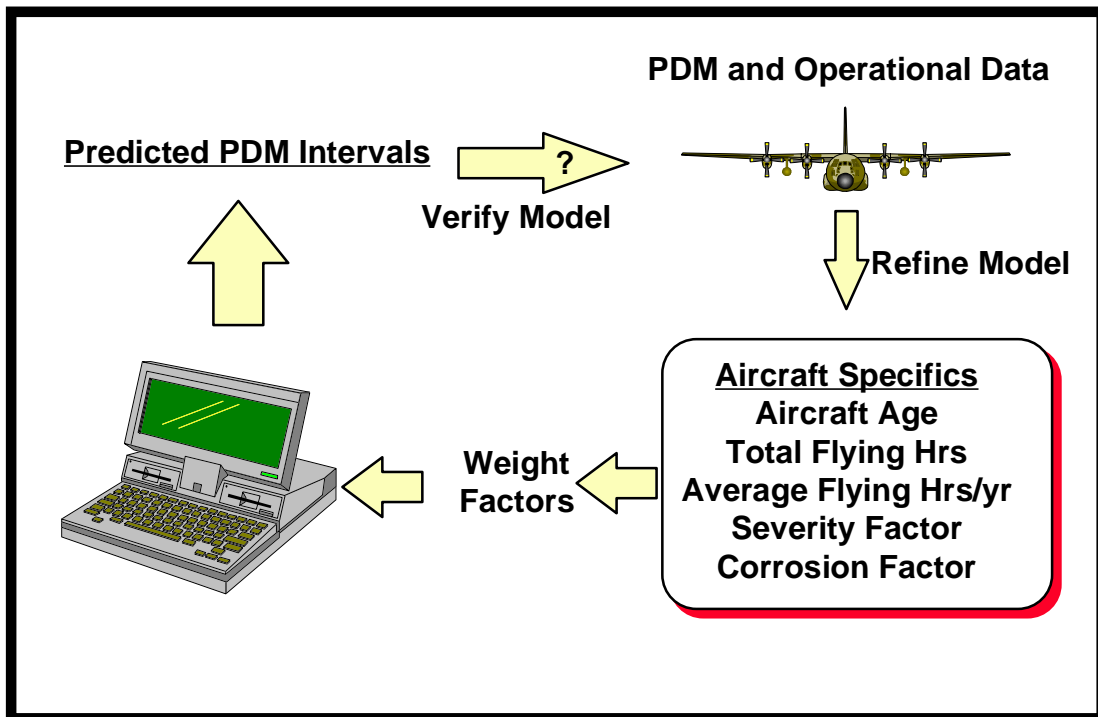 PDM and Operational Data
Predicted PDM Intervals
?
Verify Model
Refine Model
Aircraft Specifics
Aircraft Age
Total Flying Hrs
Average Flying Hrs/yr
Severity Factor
Corrosion Factor
Weight
Factors